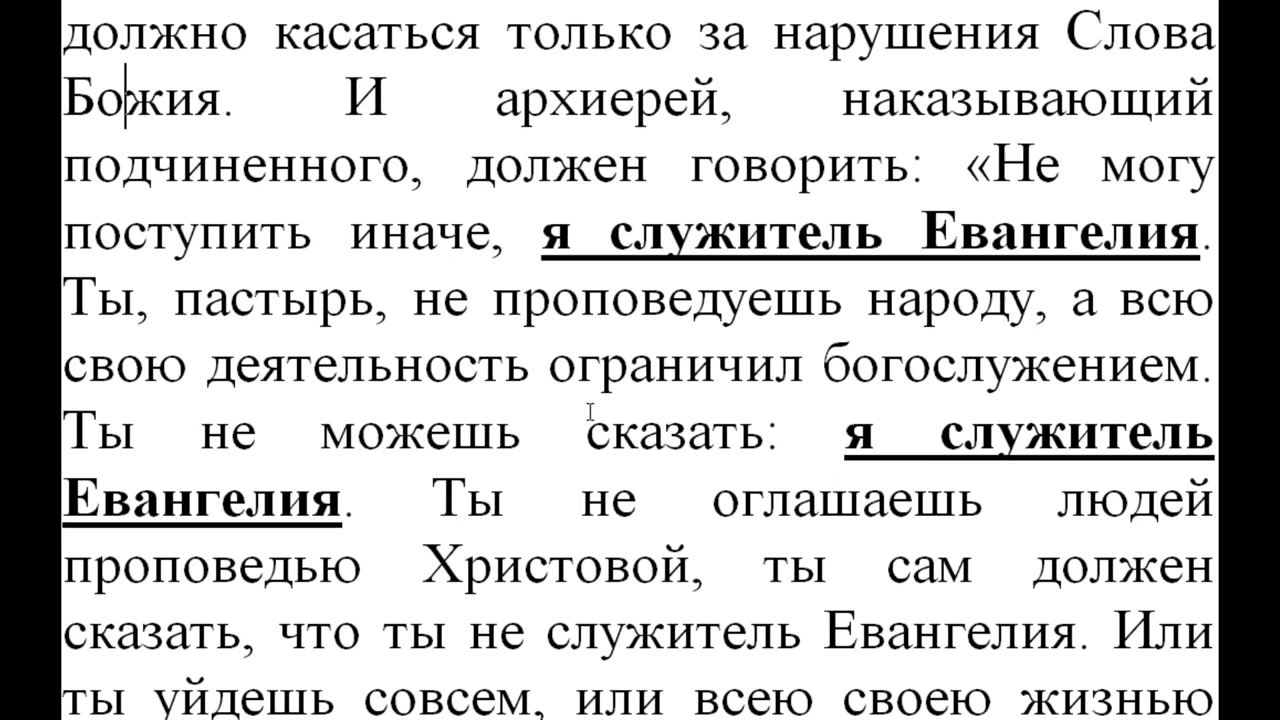 должно касаться только за нарушения Слова
Божия. И архиерей, наказывающий
подчиненного, должен говорить: «Не могу
поступить иначе, я служитель Евангелия.
Ты, пастырь, не проповедуешь народу, а всю
свою деятельность ограничил богослужением.
Ты не можешь сказать: я служитель
Евангелия. Ты не оглашаешь людей
проповедью Христовой, ты сам должен
сказать, что ты не служитель Евангелия. Или
ты уйдешь совсем, или всею своею жизнью